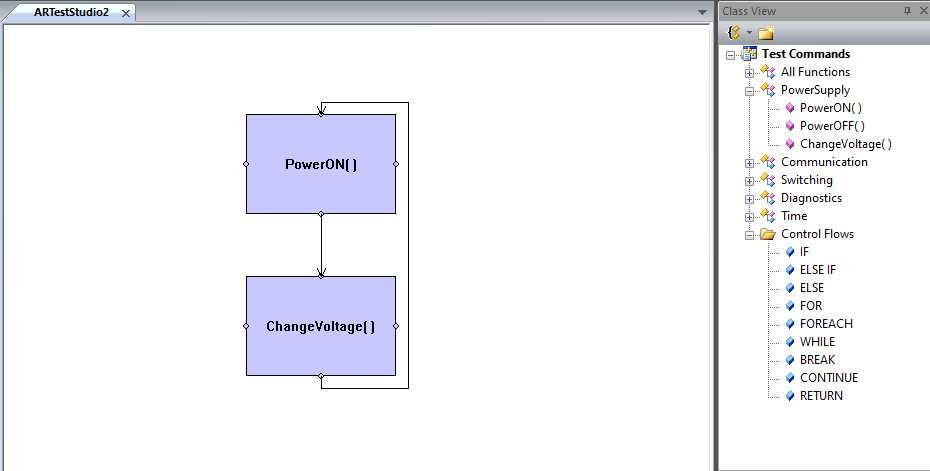 ARTestStudio2
PowerON( )
ChangeVoltage( )
Class View
Test Commands
All Functions
PowerSupply
PowerON( )
PowerOFF( )
ChangeVoltage( )
Communication
Switching
Diagnostics
Time
Control Flows
IF
ELSE IF
ELSE
FOR
FOREACH
WHILE
BREAK
CONTINUE
RETURN